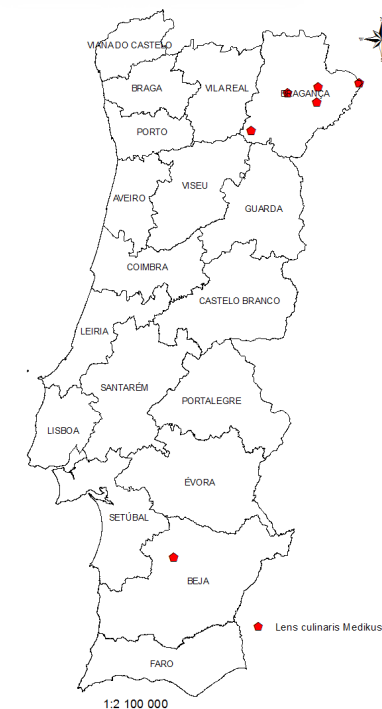 VIANA DO CASTELO
BRAGA
VILA REAL
BRAGANÇA
PORTO
AVEIRO
VISEU
GUARDA
COIMBRA
CASTELO BRANCO
LEIRIA
SANTARÉM
PORTALEGRE
LISBOA
ÉVORA
SETÚBAL
BEJA
Lens culinaris Medikus
FARO
1:2 100 000